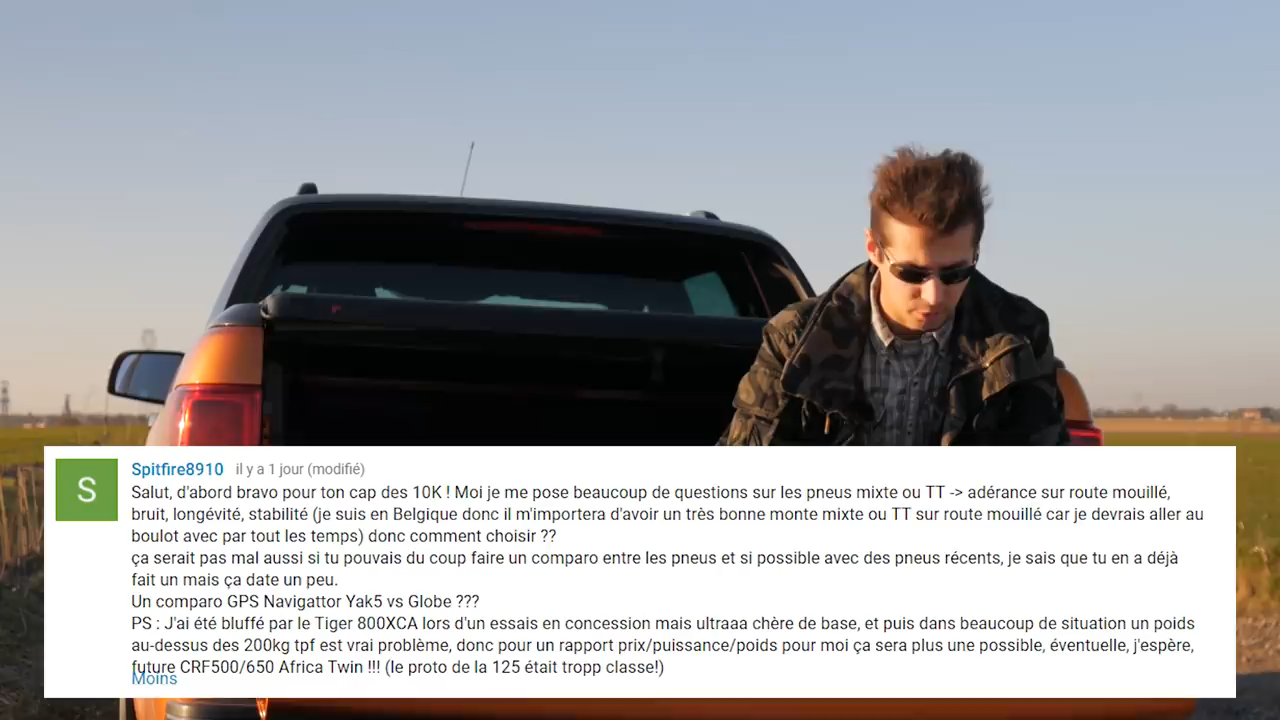 S
Spitfire8910 il y a 1 jour (modifié)
Salut, d'abord bravo pour ton cap des 10K ! Moi je me pose beaucoup de questions sur les pneus mixte ou TT -> adérance sur route mouillé,
bruit, longévité, stabilité (je suis en Belgique donc il m'importera d'avoir un très bonne monte mixte ou TT sur route mouillé car je devrais aller au
boulot avec par tout les temps) donc comment choisir ??
ça serait pas mal aussi si tu pouvais du coup faire un comparo entre les pneus et si possible avec des pneus récents, je sais que tu en a déjà
fait un mais ça date un peu.
Un comparo GPS Navigattor Yak5 vs Globe ???
PS : J'ai été bluffé par le Tiger 800XCA lors d'un essais en concession mais ultraaa chère de base, et puis dans beaucoup de situation un poids
au-dessus des 200kg tpf est vrai problème, donc pour un rapport prix/puissance/poids pour moi ça sera plus une possible, éventuelle, j'espère,
future CRF500/650 Africa Twin !!! (le proto de la 125 était tropp classe!)
Moins